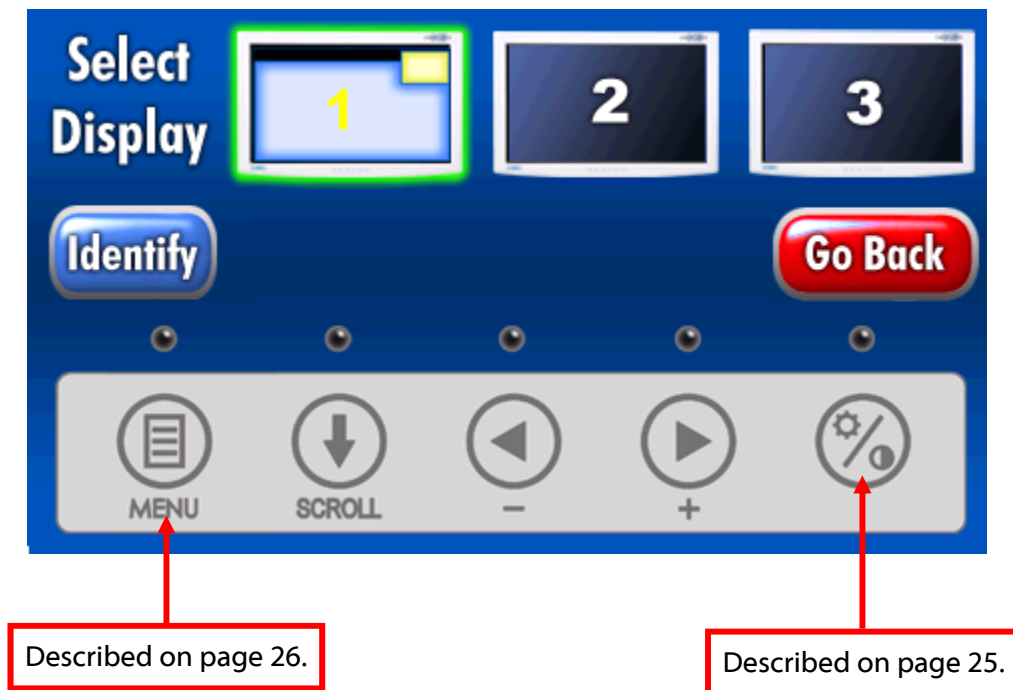 Select
Display
1
2
3
Identify
Go Back
MENU
SCROLL
−
+
Described on page 26.
Described on page 25.